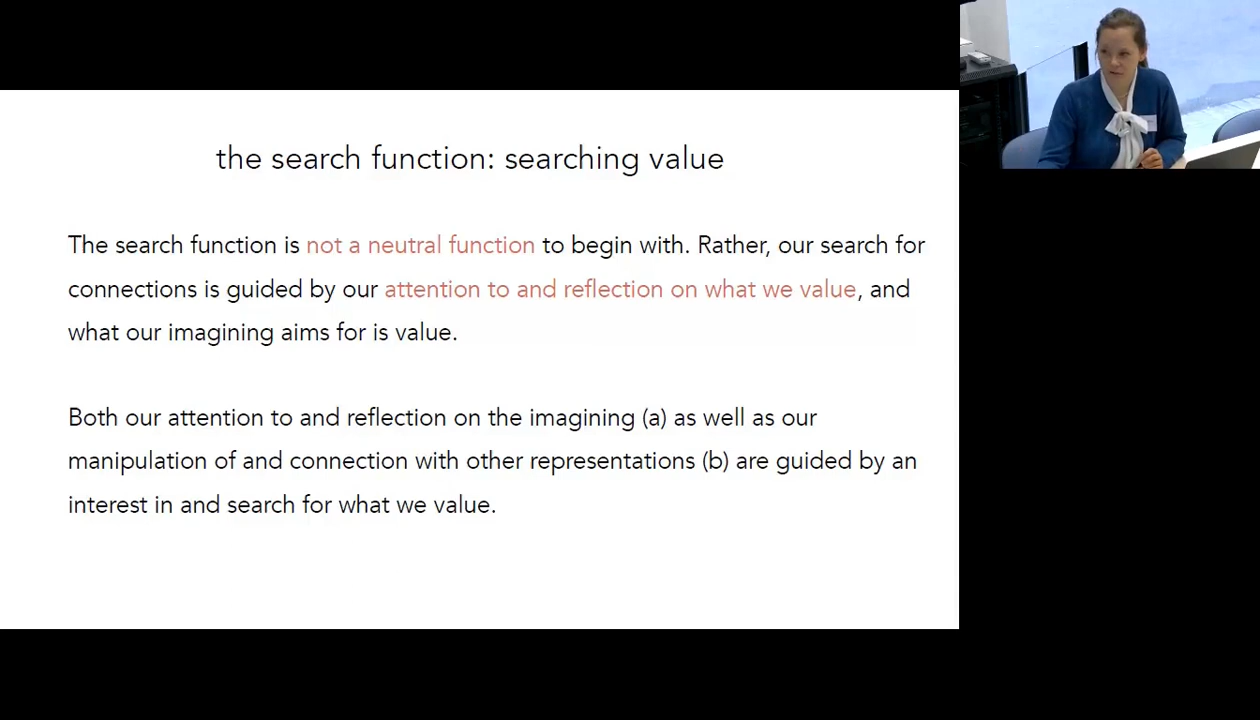 the search function: searching value
The search function is not a neutral function to begin with. Rather, our search for
connections is guided by our attention to and reflection on what we value, and
what our imagining aims for is value.
Both our attention to and reflection on the imagining (a) as well as our
manipulation of and connection with other representations (b) are guided by an
interest in and search for what we value.